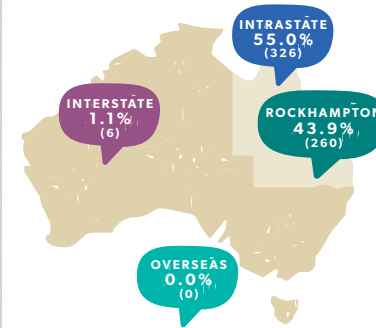 INTRASTATE
55.0%
(326)
INTERSTATE
1.1%
(6)
ROCKHAMPTON
43.9%
(260)
OVERSEAS
0.0%
(0)